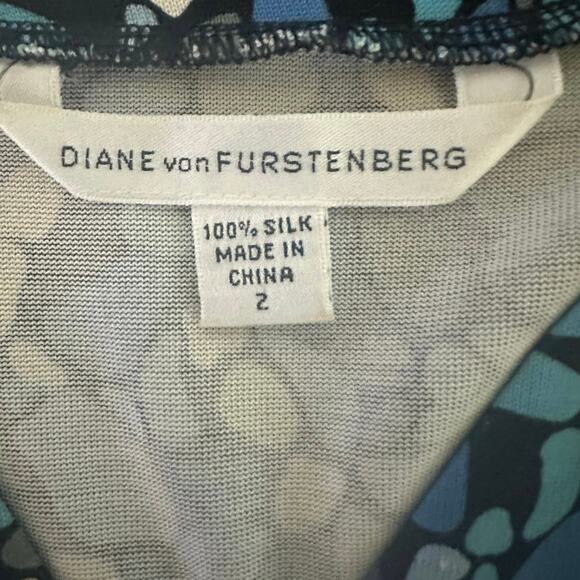 DIANE von FURSTENBERG
100% SILK
MADE IN
CHINA
2